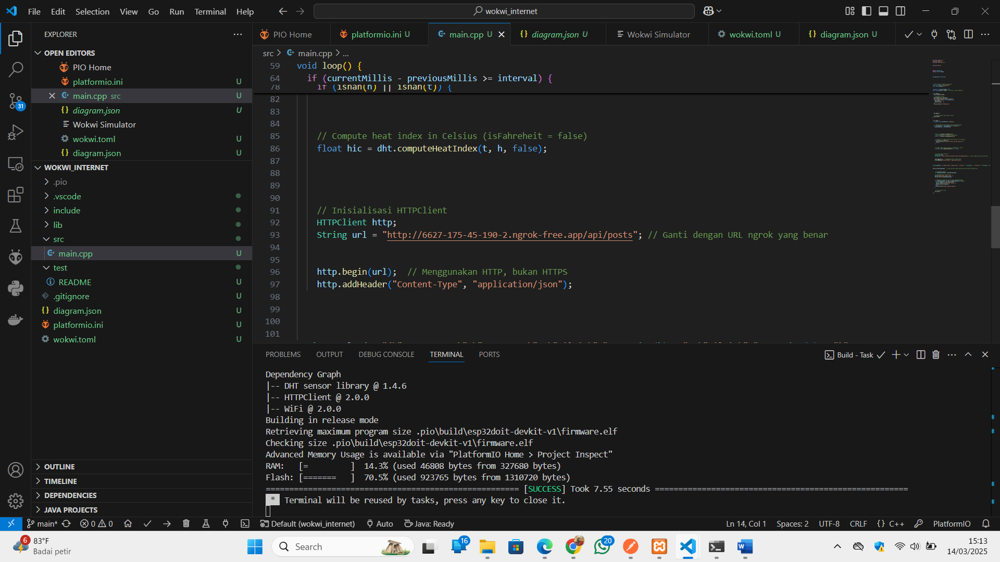 File Edit Selection View Go Run Terminal Help
wokwi_internet
EXPLORER
OPEN EDITORS
PIO Home
platformio.ini U
main.cpp src U
diagram.json U
Wokwi Simulator
wokwi.toml U
diagram.json U
WOKWI_INTERNET
.pio
.vscode
include
lib
src
main.cpp U
test
README U
.gitignore U
diagram.json U
platformio.ini U
wokwi.toml U
OUTLINE
TIMELINE
DEPENDENCIES
JAVA PROJECTS
31
PIO Home platformio.ini U main.cpp U diagram.json U Wokwi Simulator wokwi.toml U diagram.json U
src > main.cpp > ...
59 void loop() {
64 if (currentMillis - previousMillis >= interval) {
78 if (isnan(h) || isnan(t)) {
82
83
84
85 // Compute heat index in Celsius (isFahreheit = false)
86 float hic = dht.computeHeatIndex(t, h, false);
87
88
89
90
91 // Inisialisasi HTTPClient
92 HTTPClient http;
93 String url = "http://6627-175-45-190-2.ngrok-free.app/api/posts"; // Ganti dengan URL ngrok yang benar
94
95
96 http.begin(url); // Menggunakan HTTP, bukan HTTPS
97 http.addHeader("Content-Type", "application/json");
98
99
100
101
PROBLEMS OUTPUT DEBUG CONSOLE TERMINAL PORTS
Build - Task
Dependency Graph
|-- DHT sensor library @ 1.4.6
|-- HTTPClient @ 2.0.0
|-- WiFi @ 2.0.0
Building in release mode
Retrieving maximum program size .pio\build\esp32doit-devkit-v1\firmware.elf
Checking size .pio\build\esp32doit-devkit-v1\firmware.elf
Advanced Memory Usage is available via "PlatformIO Home > Project Inspect"
RAM: [= ] 14.3% (used 46808 bytes from 327680 bytes)
Flash: [======= ] 70.5% (used 923765 bytes from 1310720 bytes)
====================================================== [SUCCESS] Took 7.55 seconds ======================================================
* Terminal will be reused by tasks, press any key to close it.
main* 0 0 Default (wokwi_internet) Auto Java: Ready
Ln 14, Col 1 Spaces: 2 UTF-8 CRLF {} C++ PlatformIO
6
83°F
Badai petir
Search
16
20
15:13
14/03/2025